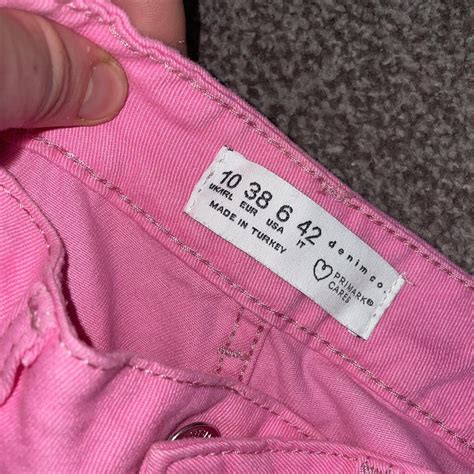 10 38 6 42 denim co.
UK/IRL EUR USA IT
MADE IN TURKEY
PRIMARK®
CARES